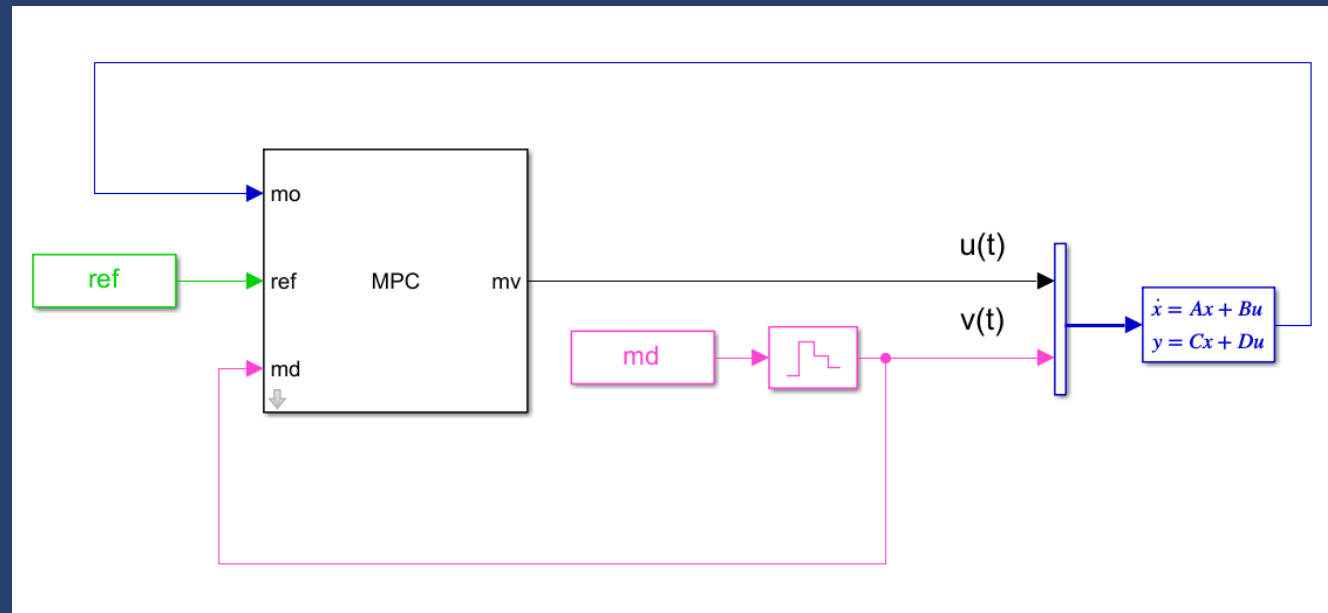 mo
ref
ref
MPC
mv
u(t)
v(t)
md
md
ẋ = Ax + Bu
y = Cx + Du